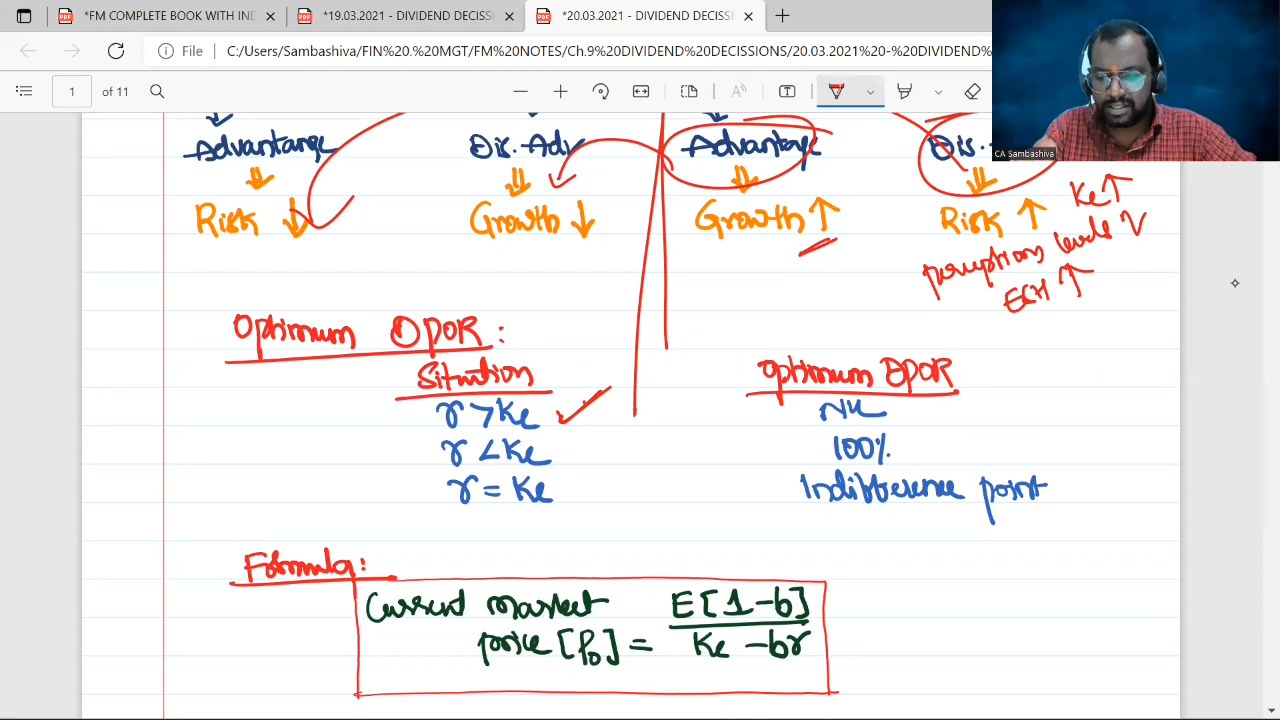 *FM COMPLETE BOOK WITH IND
*19.03.2021 - DIVIDEND DECISSI
*20.03.2021 - DIVIDEND DECISSI
File C:/Users/Sambashiva/FIN%20.%20MGT/FM%20NOTES/Ch.9%20DIVIDEND%20DECISSIONS/20.03.2021%20-%20DIVIDEND%
1 of 11
CA Sambashiva
Advantage Dis. Adv Advantage Dis.
Risk ↓ Growth ↓ Growth ↑ Risk ↑
Ke ↑
perception levels
↑
Optimum DPOR :
Situation Optimum DPOR
r > Ke Nil
r < Ke 100%
r = Ke Indifference point
Formula:
Current market E[1-b]
price [P0] = Ke - br